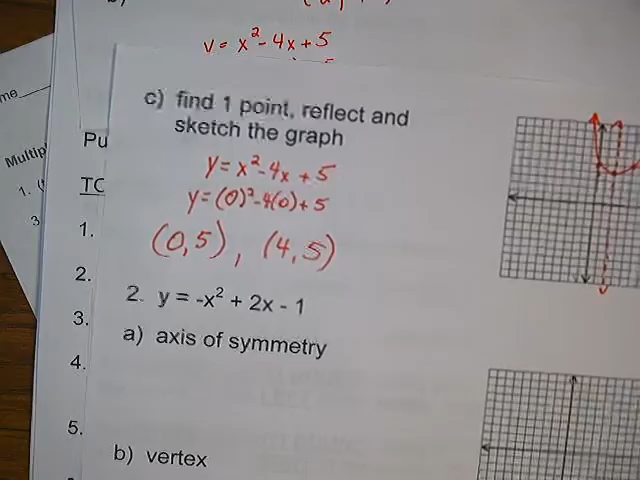 y = x² - 4x + 5
c) find 1 point, reflect and
sketch the graph
y = x² - 4x + 5
y = (0)² - 4(0) + 5
(0,5), (4,5)
2. y = -x² + 2x - 1
a) axis of symmetry
b) vertex
me
Multip
1.
3
Pu
TO
1.
2.
3.
4.
5.